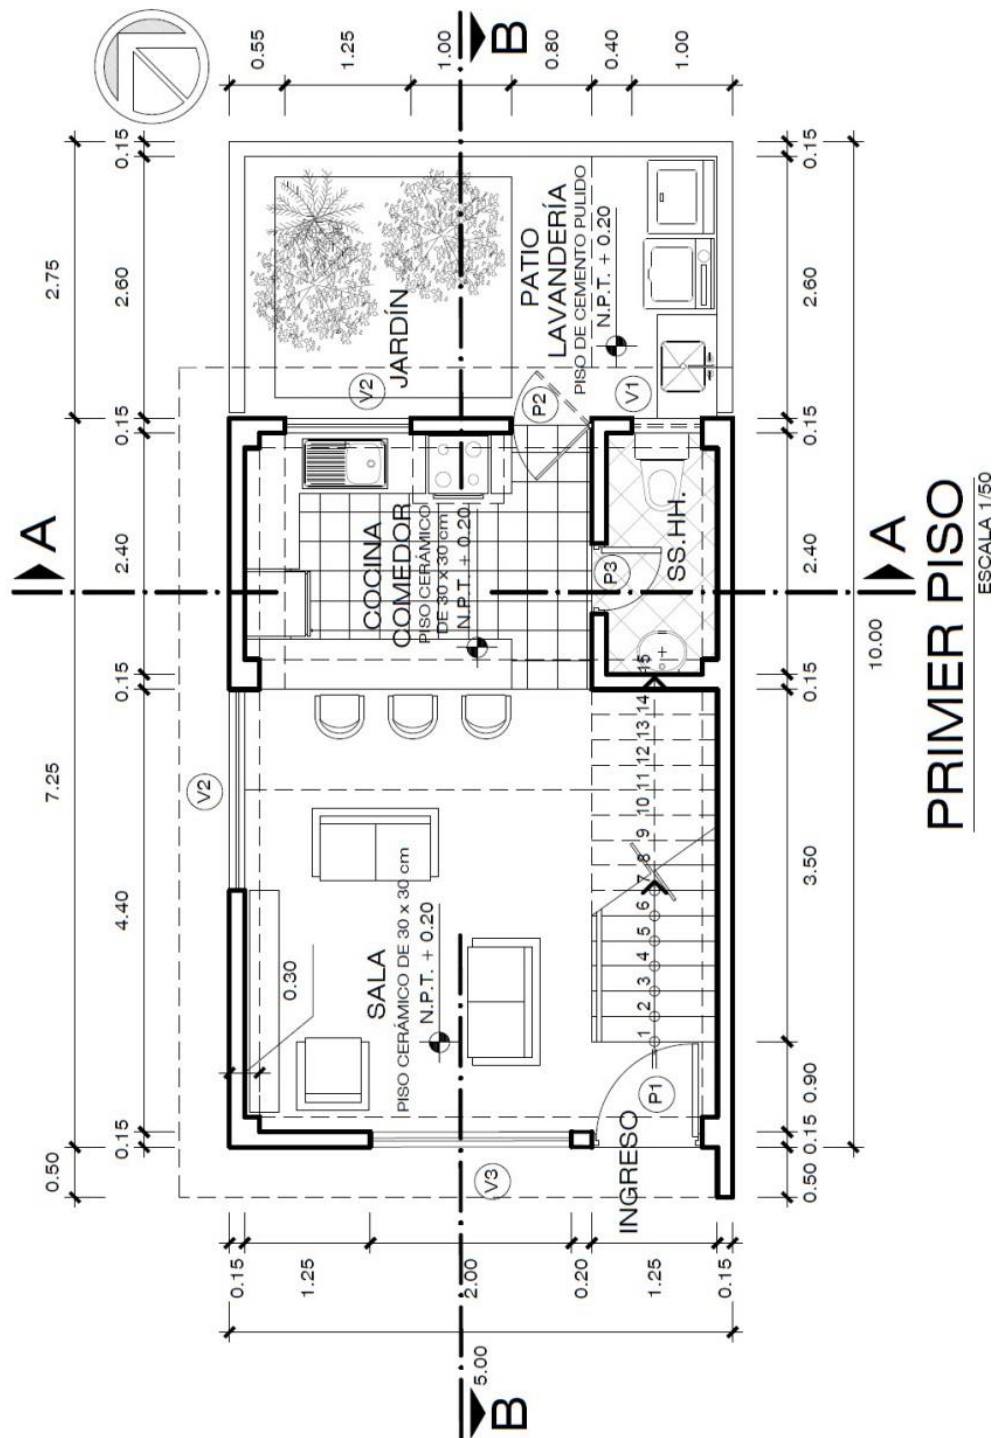 PRIMER PISO
ESCALA 1/50
A
A
B
B
2.75
7.25
0.50
0.15
2.60
0.15
2.40
0.15
4.40
0.15
0.55
1.25
1.00
0.80
0.40
1.00
0.15
2.60
0.15
2.40
0.15
3.50
0.90
0.15
0.50
10.00
0.15
1.25
2.00
0.20
1.25
0.15
5.00
JARDÍN
PATIO
LAVANDERÍA
PISO DE CEMENTO PULIDO
N.P.T. + 0.20
V2
P2
V1
COCINA
COMEDOR
PISO CERÁMICO
DE 30 x 30 cm
N.P.T. + 0.20
P3
SS.HH.
V2
0.30
SALA
PISO CERÁMICO DE 30 x 30 cm
N.P.T. + 0.20
1 2 3 4 5 6 7 8 9 10 11 12 13 14 15
P1
INGRESO
V3